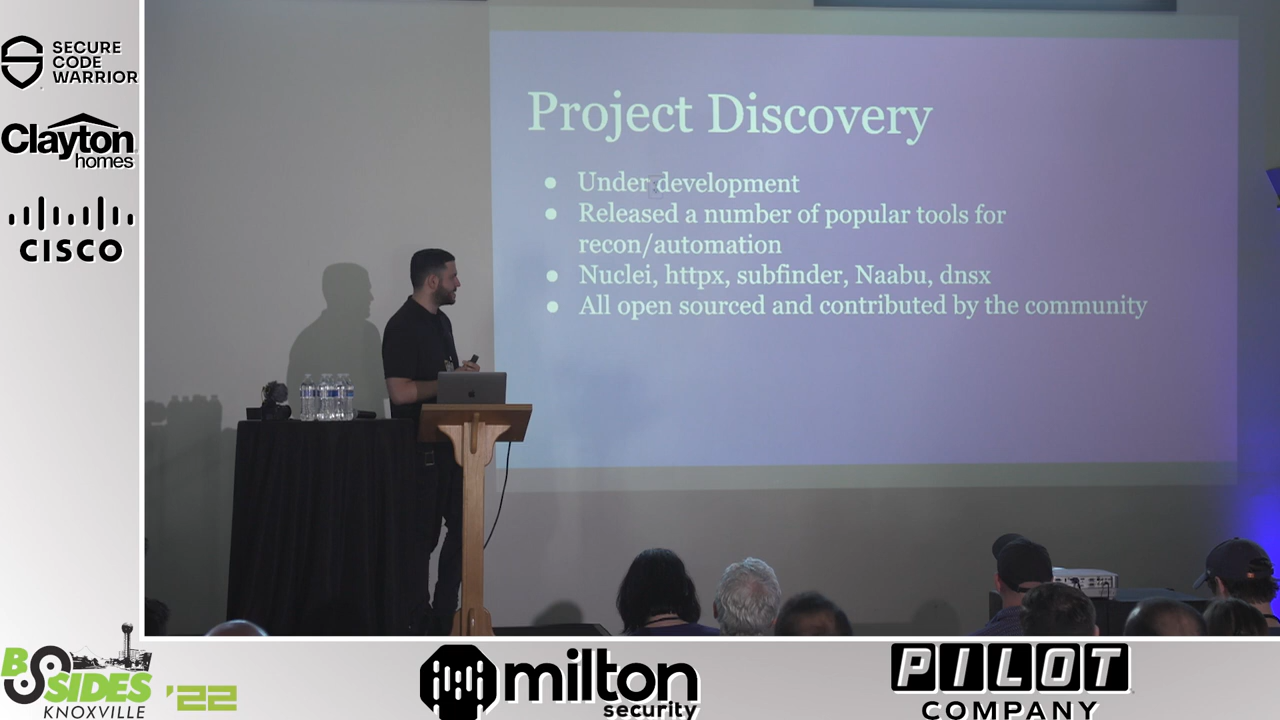 SECURE
CODE
WARRIOR
Clayton
homes
CISCO
Project Discovery
Under development
Released a number of popular tools for
recon/automation
Nuclei, httpx, subfinder, Naabu, dnsx
All open sourced and contributed by the community
BSIDES
KNOXVILLE
'22
milton
security
PILOT
COMPANY